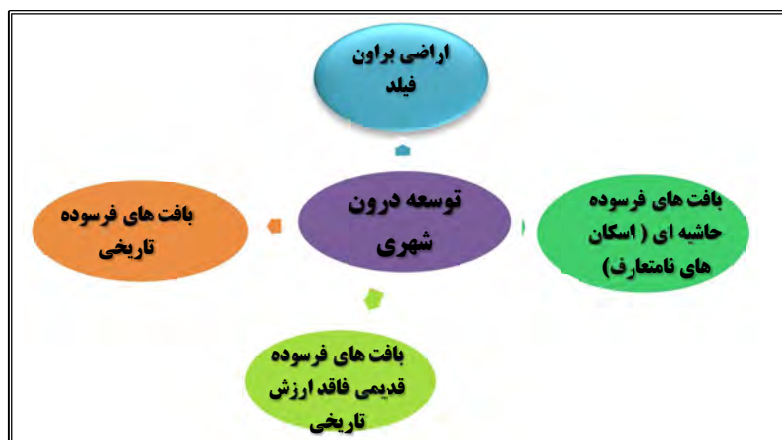 اراضی براون
فیلد
توسعه درون
شهری
بافت های فرسوده
حاشیه ای ( اسکان
های نامتعارف)
بافت های فرسوده
تاریخی
بافت های فرسوده
قدیمی فاقد ارزش
تاریخی